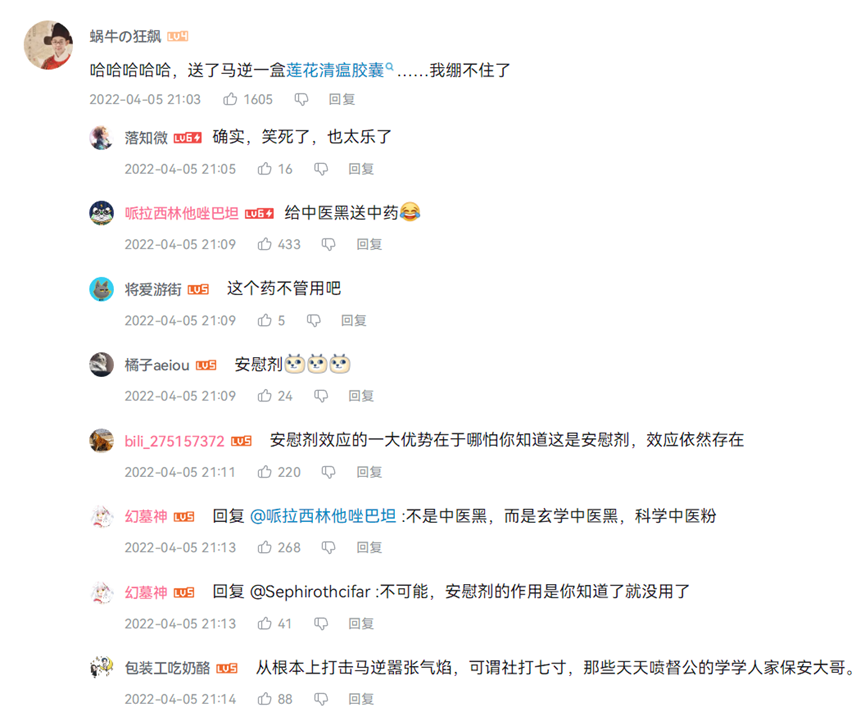 蜗牛の狂飙 LV4
哈哈哈哈哈，送了马逆一盒莲花清瘟胶囊……我绷不住了
2022-04-05 21:03 1605 回复
落知微 LV6 确实，笑死了，也太乐了
2022-04-05 21:05 16 回复
哌拉西林他唑巴坦 LV6 给中医黑送中药😂
2022-04-05 21:09 433 回复
将爱游街 LV5 这个药不管用吧
2022-04-05 21:09 5 回复
橘子aeiou LV5 安慰剂
2022-04-05 21:09 24 回复
bili_275157372 LV5 安慰剂效应的一大优势在于哪怕你知道这是安慰剂，效应依然存在
2022-04-05 21:11 220 回复
幻墓神 LV5 回复 @哌拉西林他唑巴坦 :不是中医黑，而是玄学中医黑，科学中医粉
2022-04-05 21:13 268 回复
幻墓神 LV5 回复 @Sephirothcifar :不可能，安慰剂的作用是你知道了就没用了
2022-04-05 21:13 41 回复
包装工吃奶酪 LV5 从根本上打击马逆嚣张气焰，可谓社打七寸，那些天天喷督公的学学人家保安大哥。
2022-04-05 21:14 88 回复